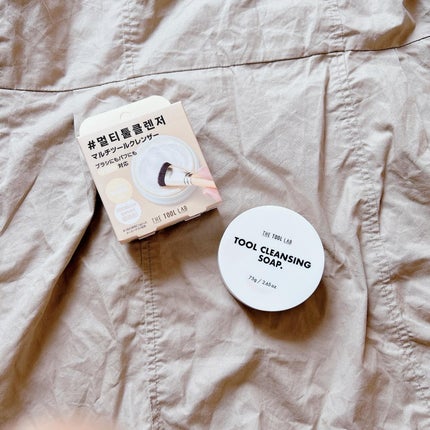 #멀티툴클렌저
マルチツールクレンザー
ブラシにもパフにも
対応
THE TOOL LAB
THE TOOL LAB
TOOL CLEANSING
SOAP.
75g / 2.65oz